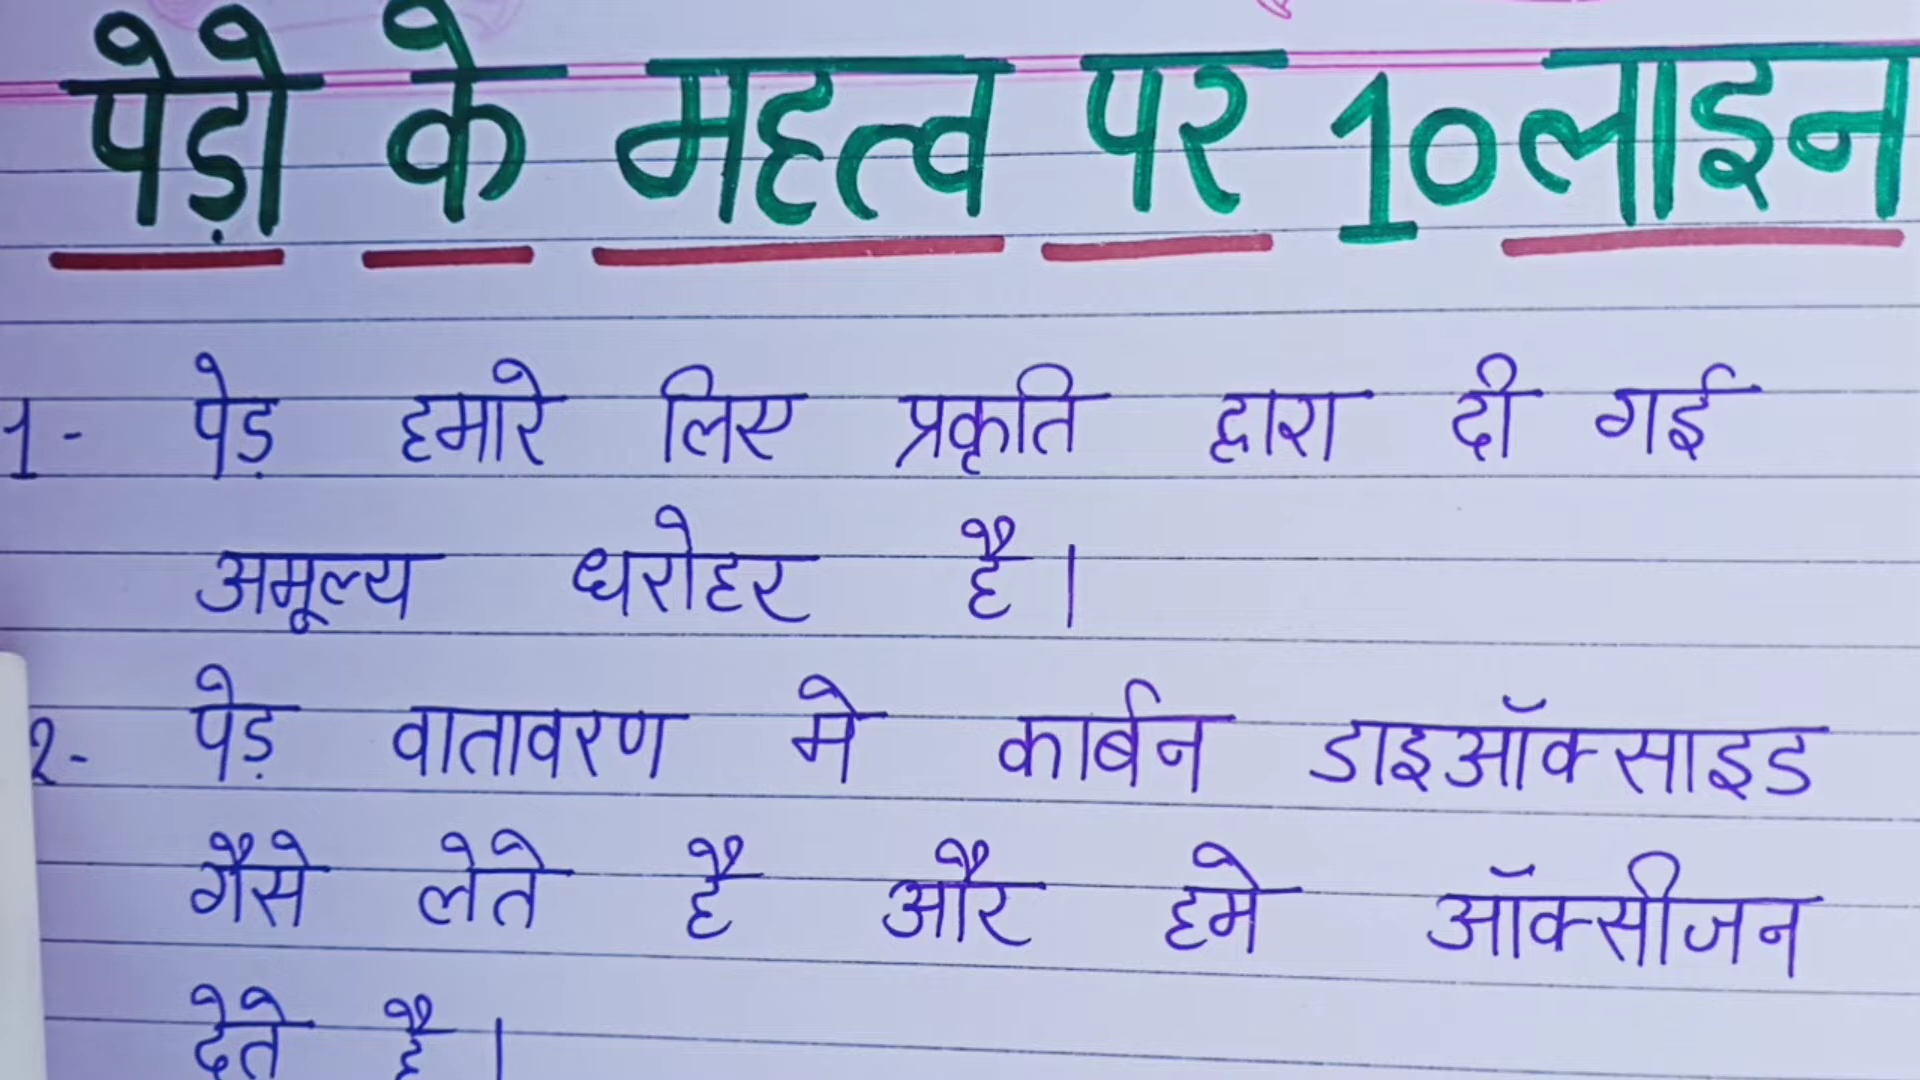 पेड़ो के महत्व पर 10 लाइन
1- पेड़ हमारे लिए प्रकृति द्वारा दी गई
अमूल्य धरोहर है।
2- पेड़ वातावरण मे कार्बन डाइऑक्साइड
गैसे लेते है और हमे ऑक्सीजन
देते है।